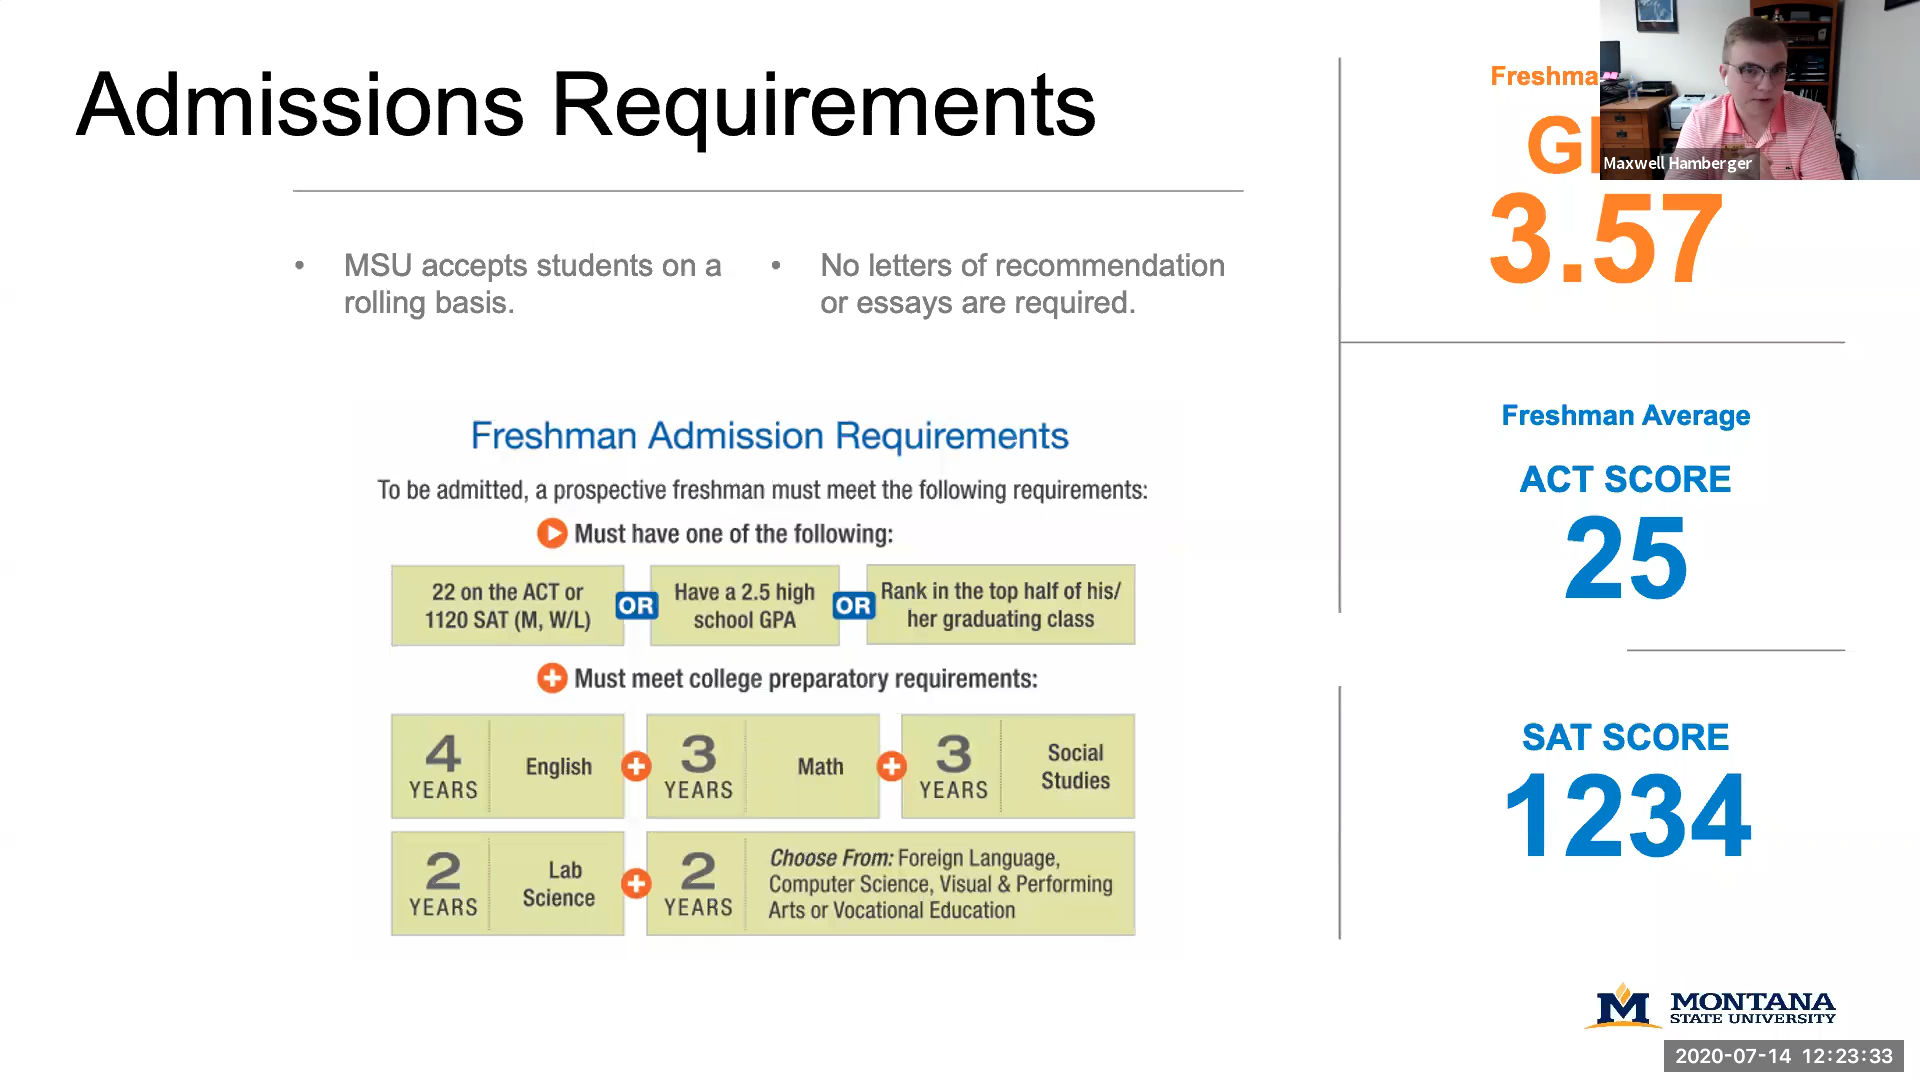 Admissions Requirements
• MSU accepts students on a
rolling basis.
• No letters of recommendation
or essays are required.
Freshman Admission Requirements
To be admitted, a prospective freshman must meet the following requirements:
Must have one of the following:
22 on the ACT or
1120 SAT (M, W/L)
OR
Have a 2.5 high
school GPA
OR
Rank in the top half of his/
her graduating class
Must meet college preparatory requirements:
4
YEARS
English
3
YEARS
Math
3
YEARS
Social
Studies
2
YEARS
Lab
Science
2
YEARS
Choose From: Foreign Language,
Computer Science, Visual & Performing
Arts or Vocational Education
Maxwell Hamberger
3.57
Freshman Average
ACT SCORE
25
SAT SCORE
1234
M
MONTANA
STATE UNIVERSITY
2020-07-14 12:23:33